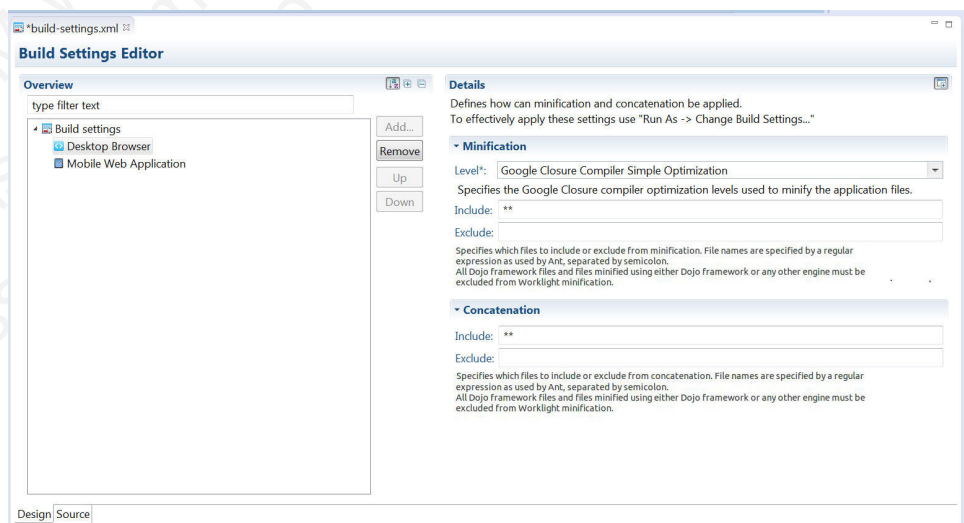 *build-settings.xml
Build Settings Editor
Overview
type filter text
Build settings
Desktop Browser
Mobile Web Application
Add...
Remove
Up
Down
Details
Defines how can minification and concatenation be applied.
To effectively apply these settings use "Run As -> Change Build Settings..."
Minification
Level*: Google Closure Compiler Simple Optimization
Specifies the Google Closure compiler optimization levels used to minify the application files.
Include: **
Exclude:
Specifies which files to include or exclude from minification. File names are specified by a regular
expression as used by Ant, separated by semicolon.
All Dojo framework files and files minified using either Dojo framework or any other engine must be
excluded from Worklight minification.
Concatenation
Include: **
Exclude:
Specifies which files to include or exclude from concatenation. File names are specified by a regular
expression as used by Ant, separated by semicolon.
All Dojo framework files and files minified using either Dojo framework or any other engine must be
excluded from Worklight minification.
Design Source